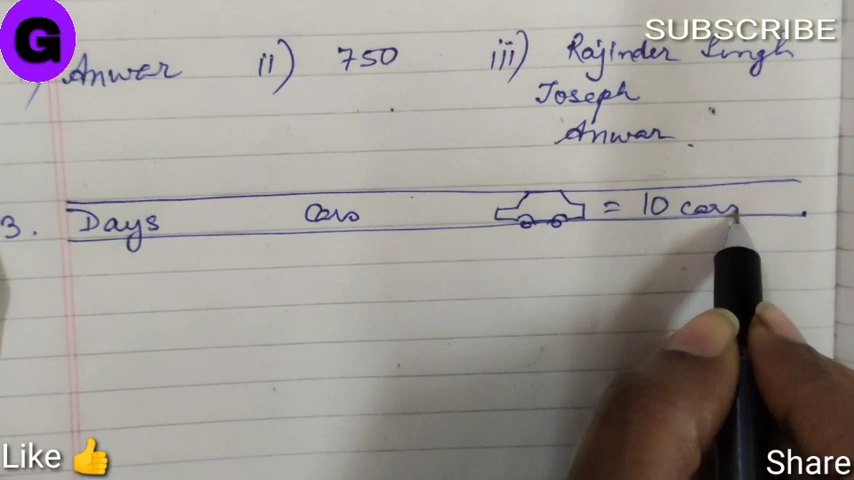 G
SUBSCRIBE
) Anwar ii) 750 iii) Rajinder Singh
Joseph
Anwar.
3. Days Cars = 10 cars
Like 👍
Share